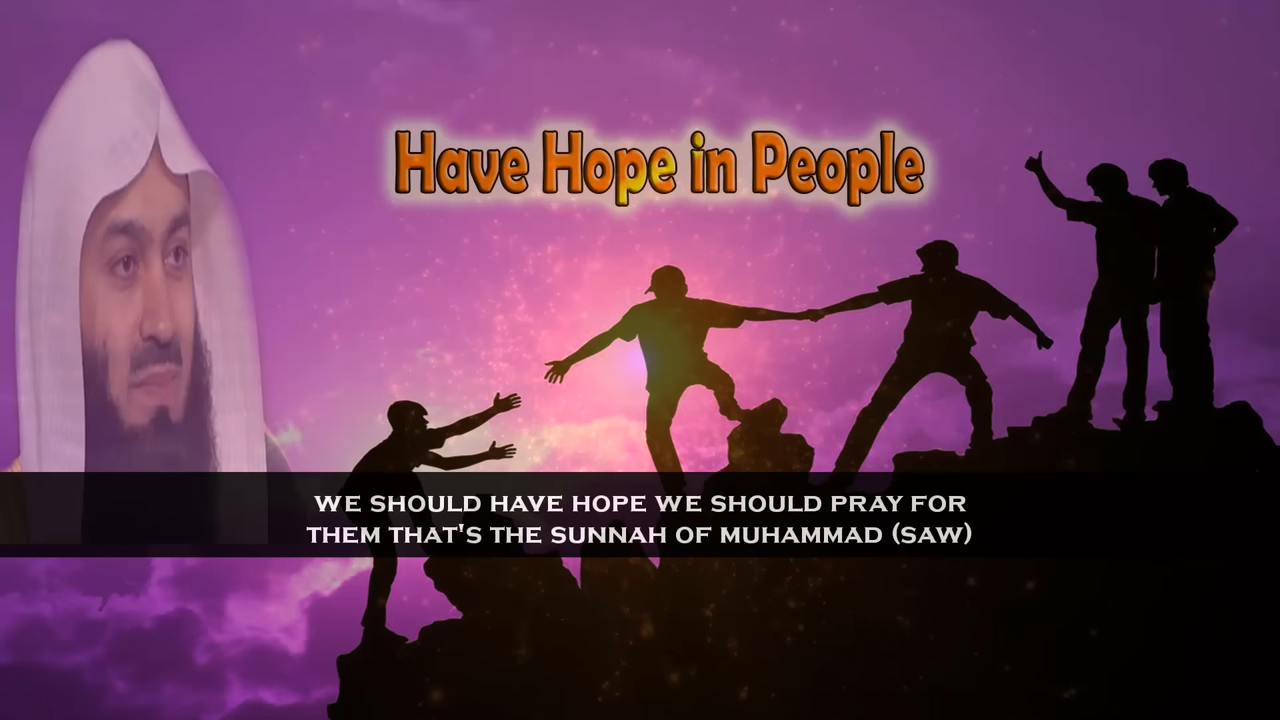 Have Hope in People
WE SHOULD HAVE HOPE WE SHOULD PRAY FOR
THEM THAT'S THE SUNNAH OF MUHAMMAD (SAW)